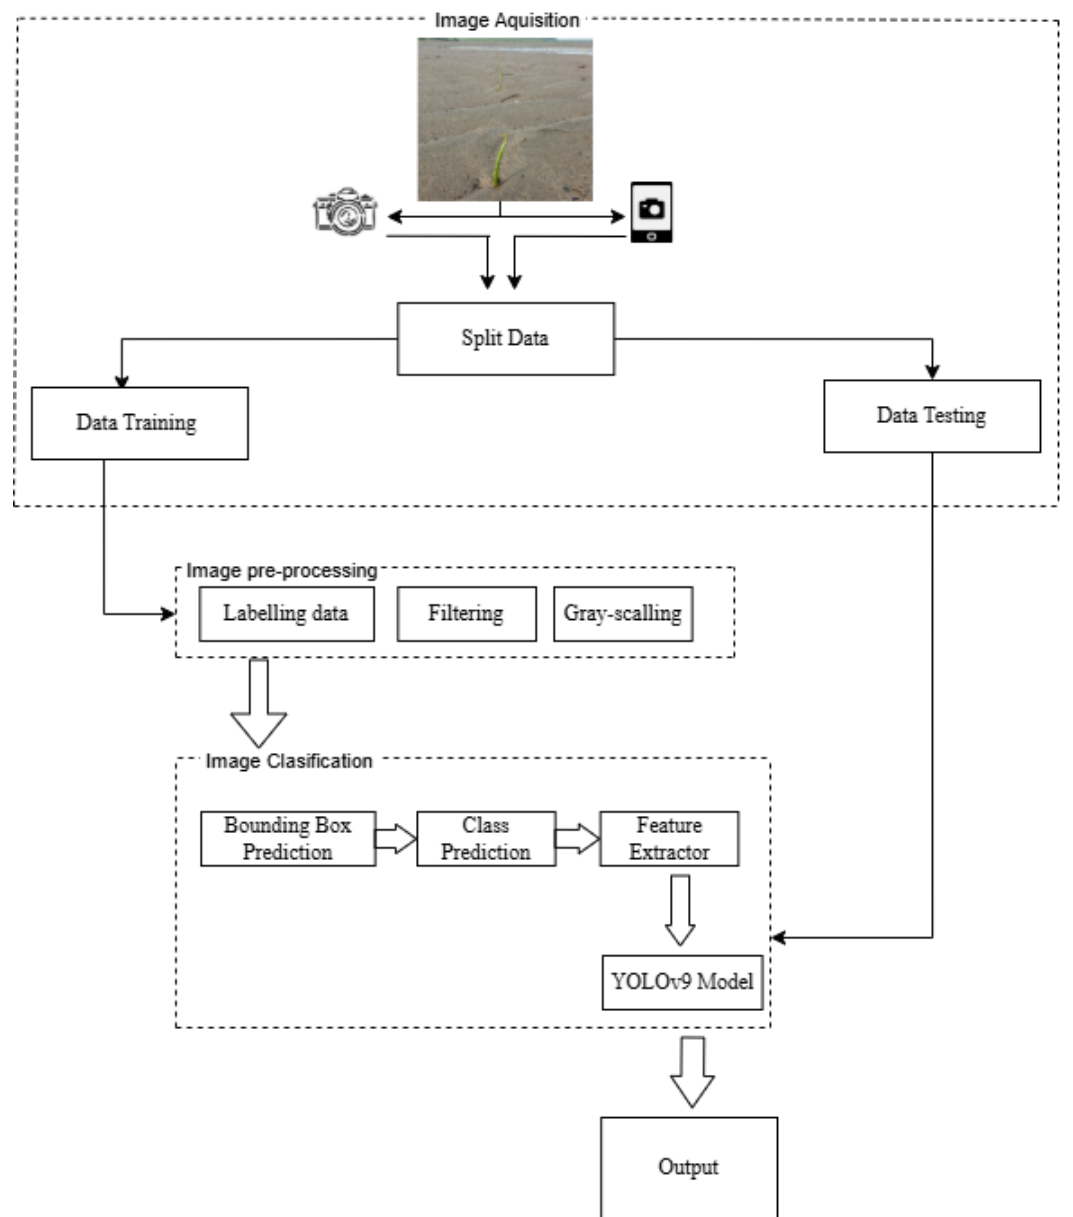 Image Aquisition
Split Data
Data Training
Data Testing
Image pre-processing
Labelling data
Filtering
Gray-scalling
Image Clasification
Bounding Box
Prediction
Class
Prediction
Feature
Extractor
YOLOv9 Model
Output